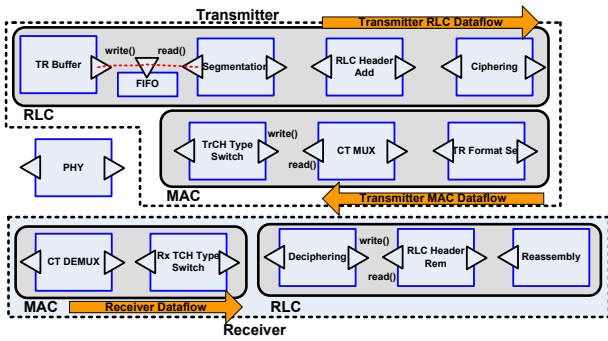 Transmitter
Transmitter RLC Dataflow
write()
read()
TR Buffer
FIFO
Segmentation
RLC Header
Add
Ciphering
RLC
TrCH Type
Switch
write()
read()
CT MUX
TR Format Se
MAC
Transmitter MAC Dataflow
PHY
CT DEMUX
Rx TCH Type
Switch
MAC
Receiver Dataflow
Deciphering
write()
read()
RLC Header
Rem
Reassembly
RLC
Receiver